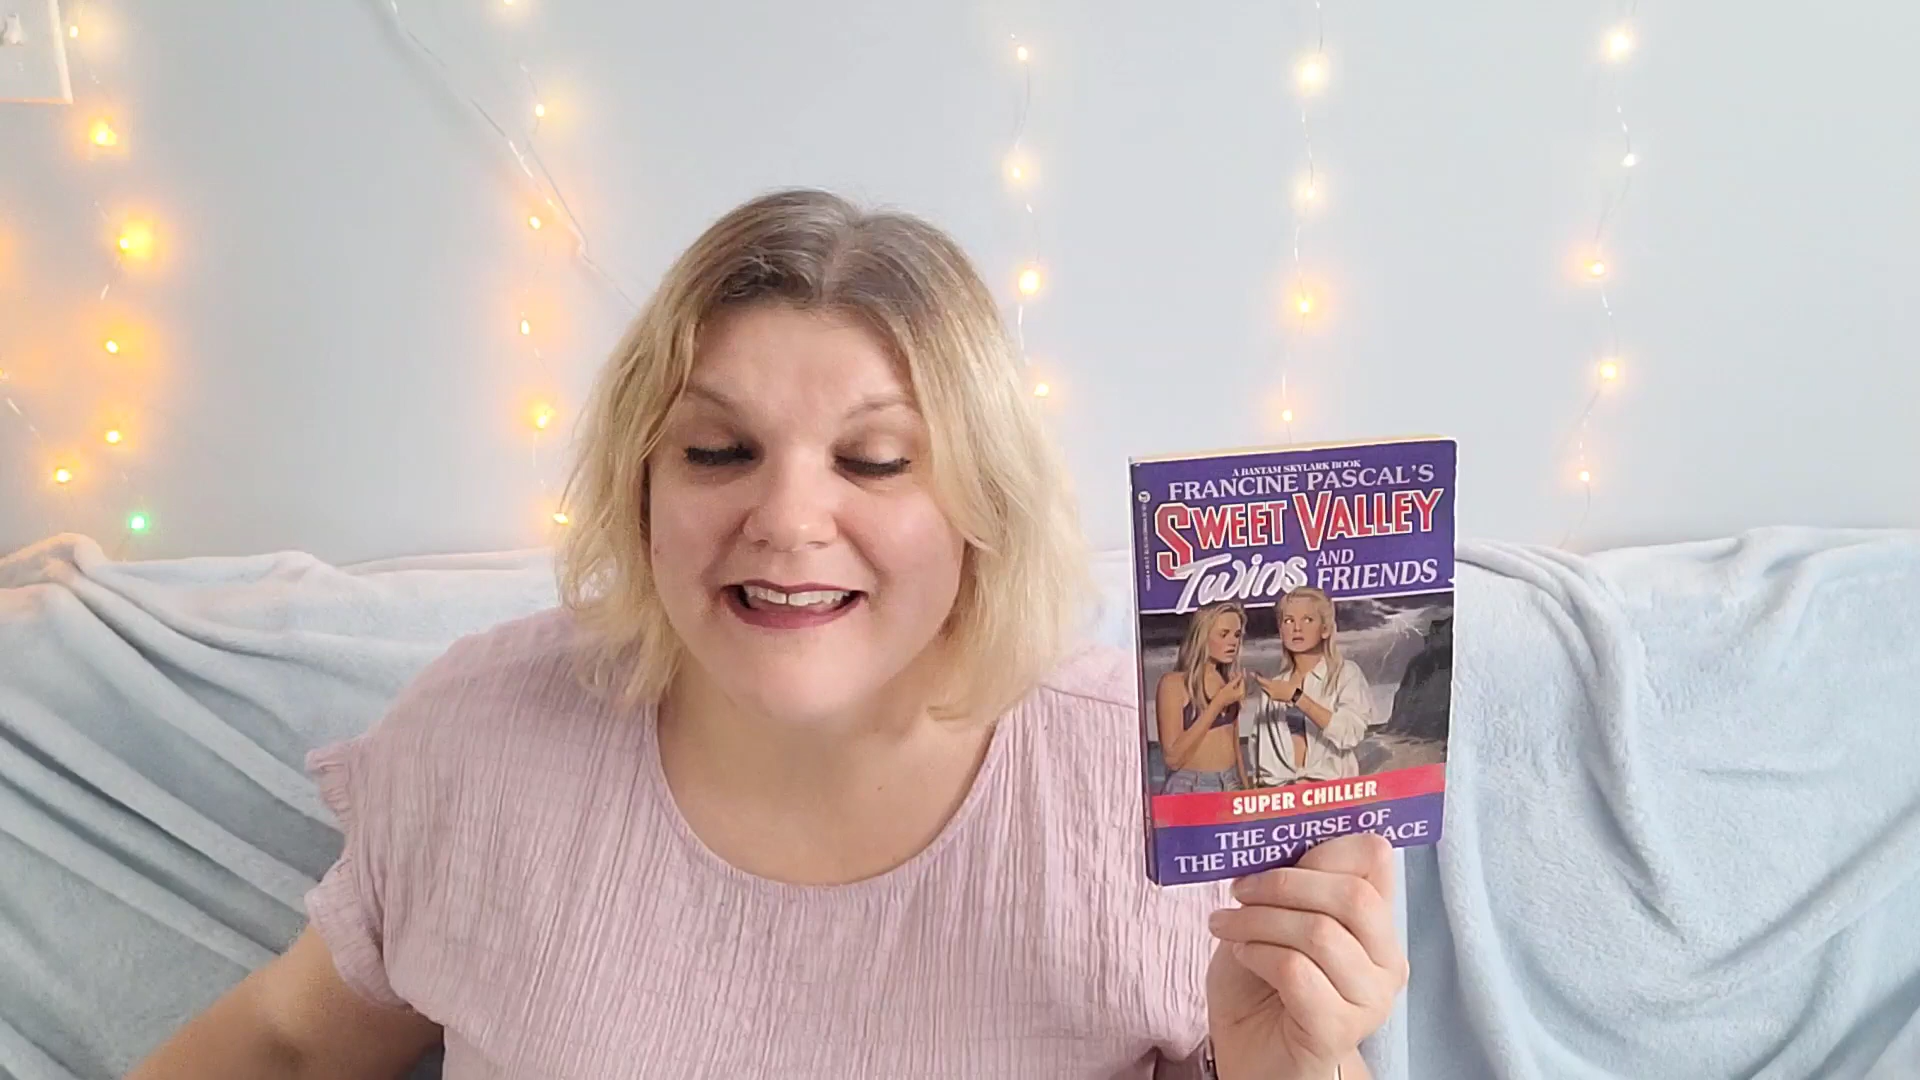 A BANTAM SKYLARK BOOK
FRANCINE PASCAL'S
SWEET VALLEY
Twins AND
FRIENDS
SUPER CHILLER
THE CURSE OF
THE RUBY